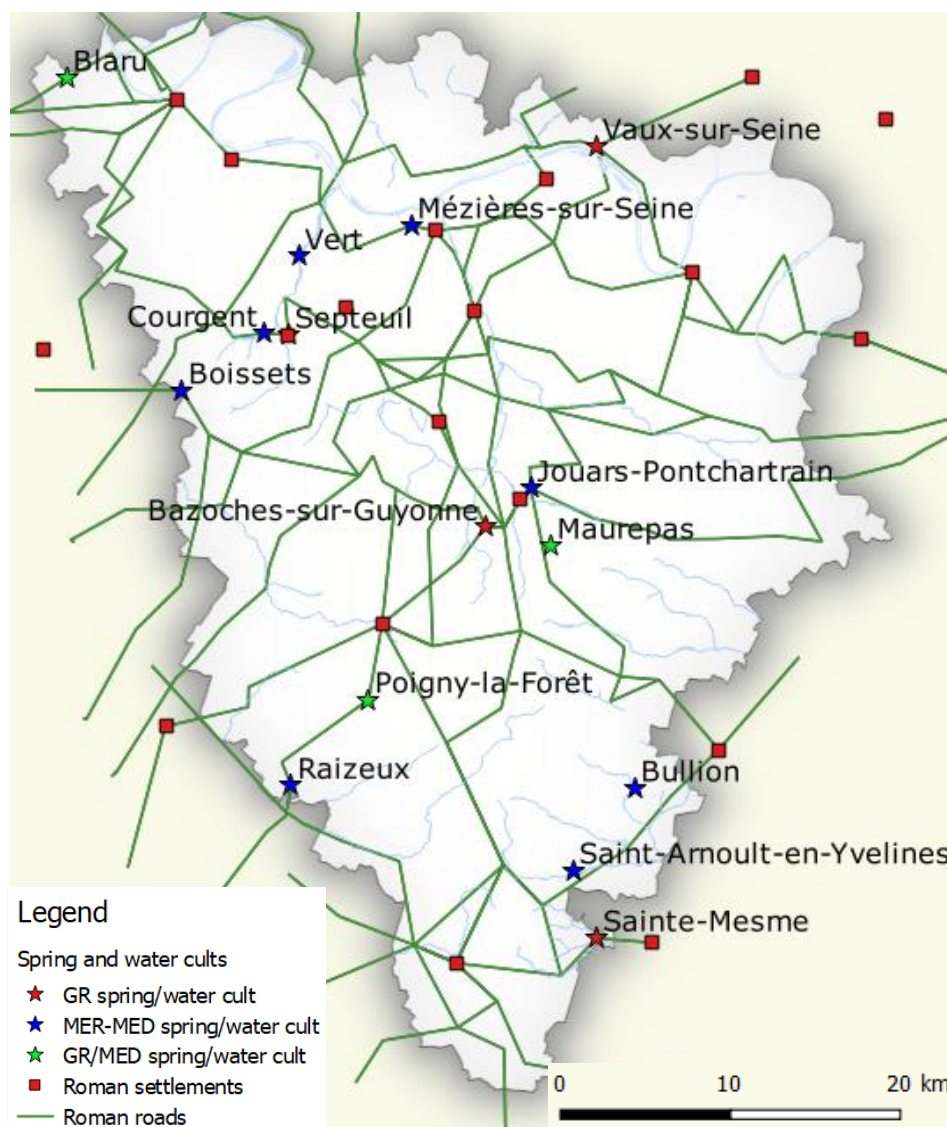 Blaru
Vaux-sur-Seine
Mézières-sur-Seine
Vert
Courgent
Septeuil
Boissets
Jouars-Pontchartrain
Bazoches-sur-Guyonne
Maurepas
Poigny-la-Forêt
Raizeux
Bullion
Saint-Arnoult-en-Yvelines
Sainte-Mesme
Legend
Spring and water cults
GR spring/water cult
MER-MED spring/water cult
GR/MED spring/water cult
Roman settlements
Roman roads
0 10 20 km